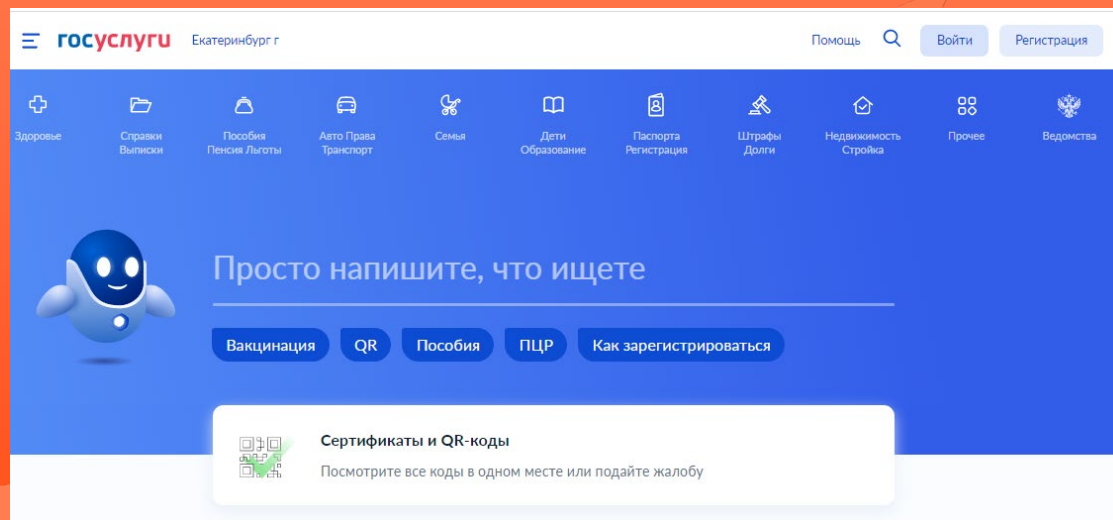 госуслуги Екатеринбург г Помощь Войти Регистрация
Здоровье
Справки Выписки
Пособия Пенсия Льготы
Авто Права Транспорт
Семья
Дети Образование
Паспорта Регистрация
Штрафы Долги
Недвижимость Стройка
Прочее
Ведомства
Просто напишите, что ищете
Вакцинация QR Пособия ПЦР Как зарегистрироваться
Сертификаты и QR-коды
Посмотрите все коды в одном месте или подайте жалобу